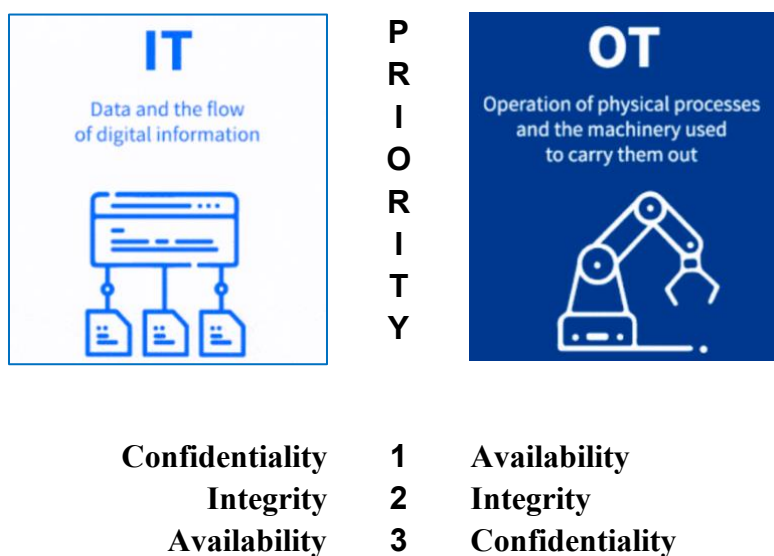 IT
Data and the flow
of digital information
P
R
I
O
R
I
T
Y
OT
Operation of physical processes
and the machinery used
to carry them out
Confidentiality 1 Availability
Integrity 2 Integrity
Availability 3 Confidentiality